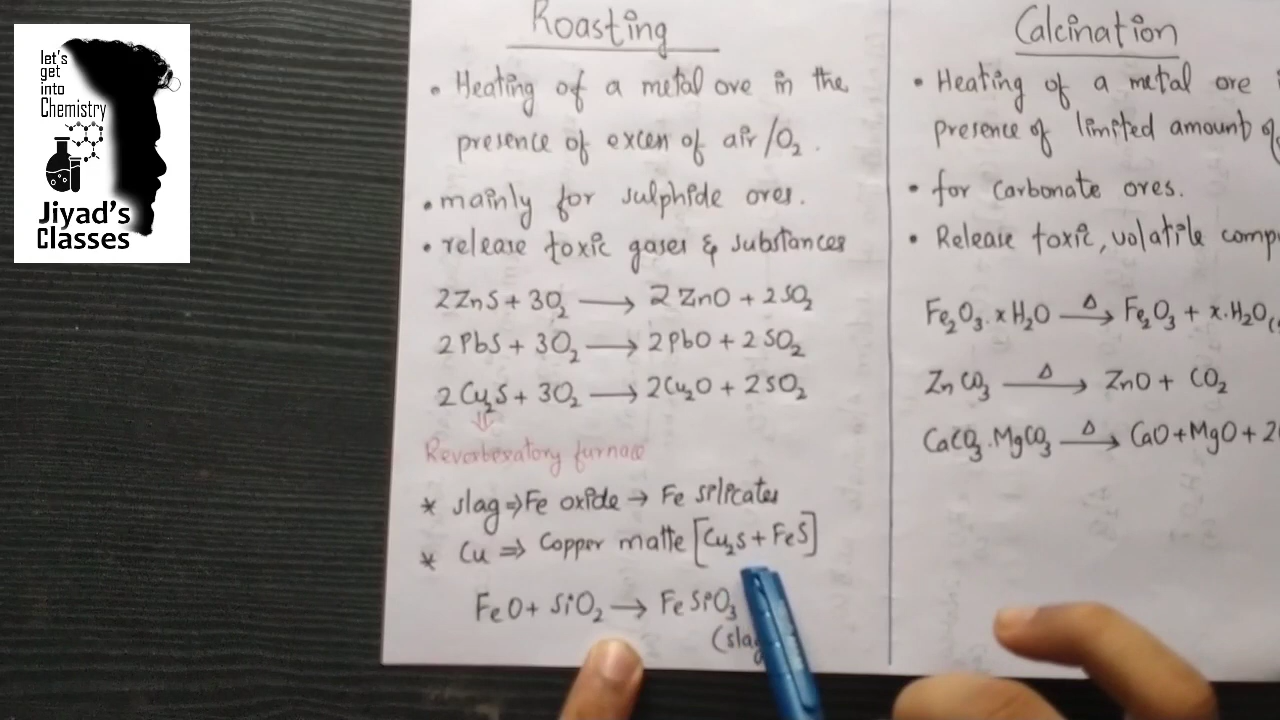 let's
get
into
Chemistry
Jiyad's
Classes
Roasting
• Heating of a metal ore in the
presence of excen of air/O₂.
• mainly for sulphide ores.
• release toxic gases & substances
2ZnS + 3O₂ ⟶ 2ZnO + 2SO₂
2PbS + 3O₂ ⟶ 2PbO + 2SO₂
2Cu₂S + 3O₂ ⟶ 2Cu₂O + 2SO₂
⇓
Reverberatory furnace
* slag ⇒ Fe oxide → Fe silicates
* Cu ⇒ Copper matte [Cu₂S + FeS]
FeO + SiO₂ ⟶ FeSiO₃
(slag
Calcination
• Heating of a metal ore
presence of limited amount of
• for Carbonate ores.
• Release toxic, volatile comp
Fe₂O₃.xH₂O —Δ→ Fe₂O₃ + x.H₂O(
ZnCO₃ —Δ→ ZnO + CO₂
CaCO₃.MgCO₃ —Δ→ CaO + MgO + 2